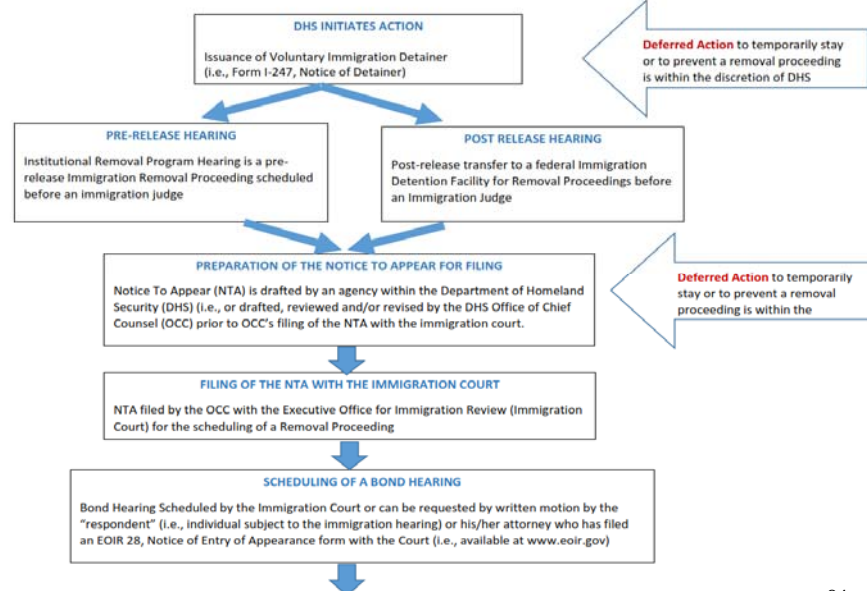 DHS INITIATES ACTION
Issuance of Voluntary Immigration Detainer
(i.e., Form I-247, Notice of Detainer)
Deferred Action to temporarily stay
or to prevent a removal proceeding
is within the discretion of DHS
PRE-RELEASE HEARING
Institutional Removal Program Hearing is a pre-
release Immigration Removal Proceeding scheduled
before an immigration judge
POST RELEASE HEARING
Post-release transfer to a federal Immigration
Detention Facility for Removal Proceedings before
an Immigration Judge
PREPARATION OF THE NOTICE TO APPEAR FOR FILING
Notice To Appear (NTA) is drafted by an agency within the Department of Homeland
Security (DHS) (i.e., or drafted, reviewed and/or revised by the DHS Office of Chief
Counsel (OCC) prior to OCC's filing of the NTA with the immigration court.
Deferred Action to temporarily
stay or to prevent a removal
proceeding is within the
FILING OF THE NTA WITH THE IMMIGRATION COURT
NTA filed by the OCC with the Executive Office for Immigration Review (Immigration
Court) for the scheduling of a Removal Proceeding
SCHEDULING OF A BOND HEARING
Bond Hearing Scheduled by the Immigration Court or can be requested by written motion by the
"respondent" (i.e., individual subject to the immigration hearing) or his/her attorney who has filed
an EOIR 28, Notice of Entry of Appearance form with the Court (i.e., available at www.eoir.gov)